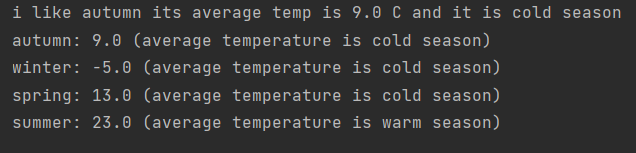 i like autumn its average temp is 9.0 C and it is cold season
autumn: 9.0 (average temperature is cold season)
winter: -5.0 (average temperature is cold season)
spring: 13.0 (average temperature is cold season)
summer: 23.0 (average temperature is warm season)